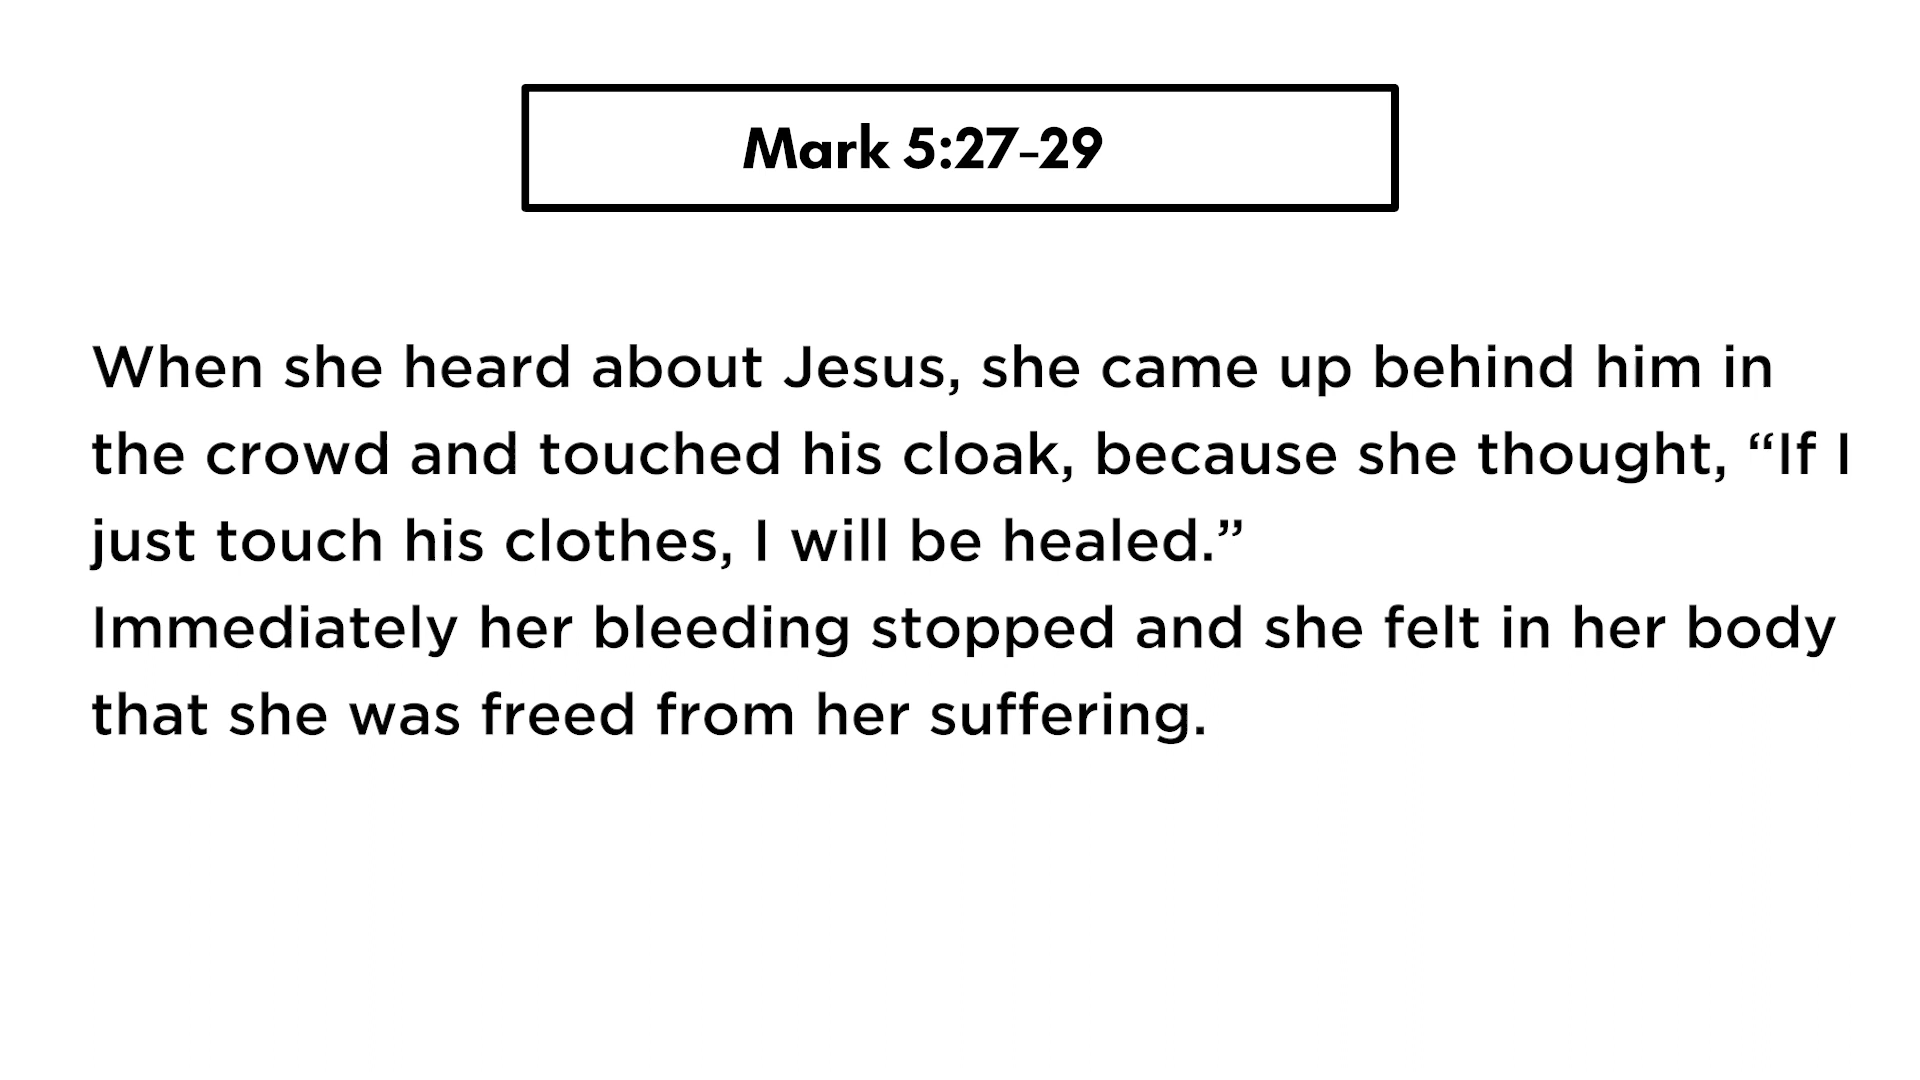 Mark 5:27-29
When she heard about Jesus, she came up behind him in
the crowd and touched his cloak, because she thought, “If I
just touch his clothes, I will be healed.”
Immediately her bleeding stopped and she felt in her body
that she was freed from her suffering.